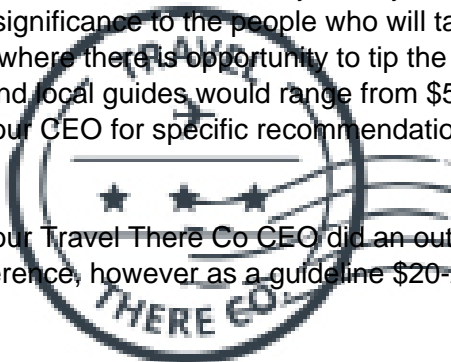 significance to the people who will ta
where there is opportunity to tip the
nd local guides would range from $5
our CEO for specific recommendatio
our Travel There Co CEO did an out
erence, however as a guideline $20-
TRAVEL
THERE CO.